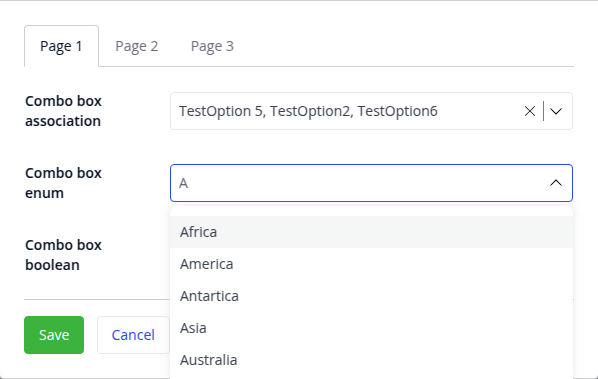 Page 1
Page 2
Page 3
Combo box
association
TestOption 5, TestOption2, TestOption6
Combo box
enum
A
Africa
America
Antartica
Asia
Australia
Combo box
boolean
Save
Cancel